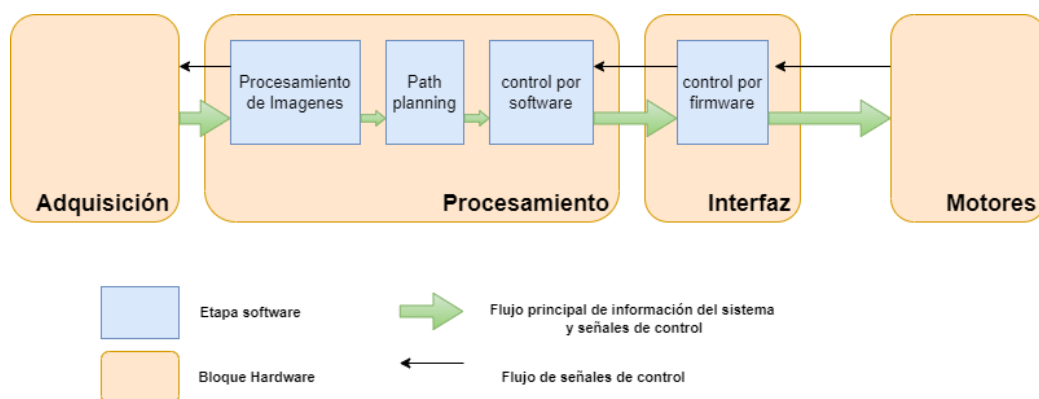 Procesamiento
de Imagenes
Path
planning
control por
software
control por
firmware
Adquisición
Procesamiento
Interfaz
Motores
Etapa software
Flujo principal de información del sistema
y señales de control
Bloque Hardware
Flujo de señales de control